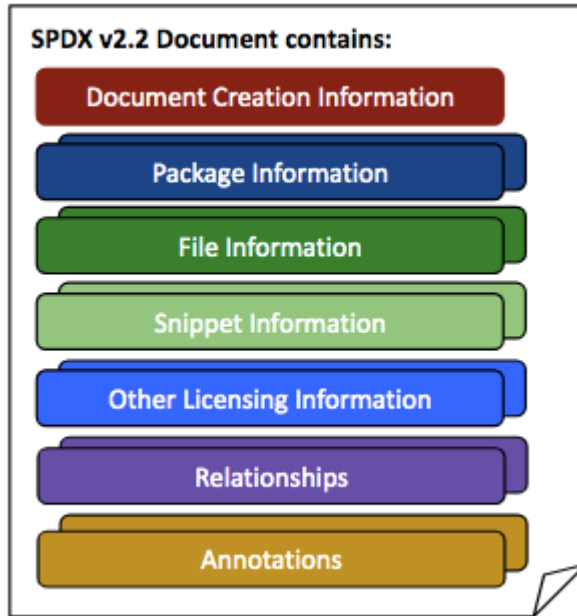 SPDX v2.2 Document contains:
Document Creation Information
Package Information
File Information
Snippet Information
Other Licensing Information
Relationships
Annotations